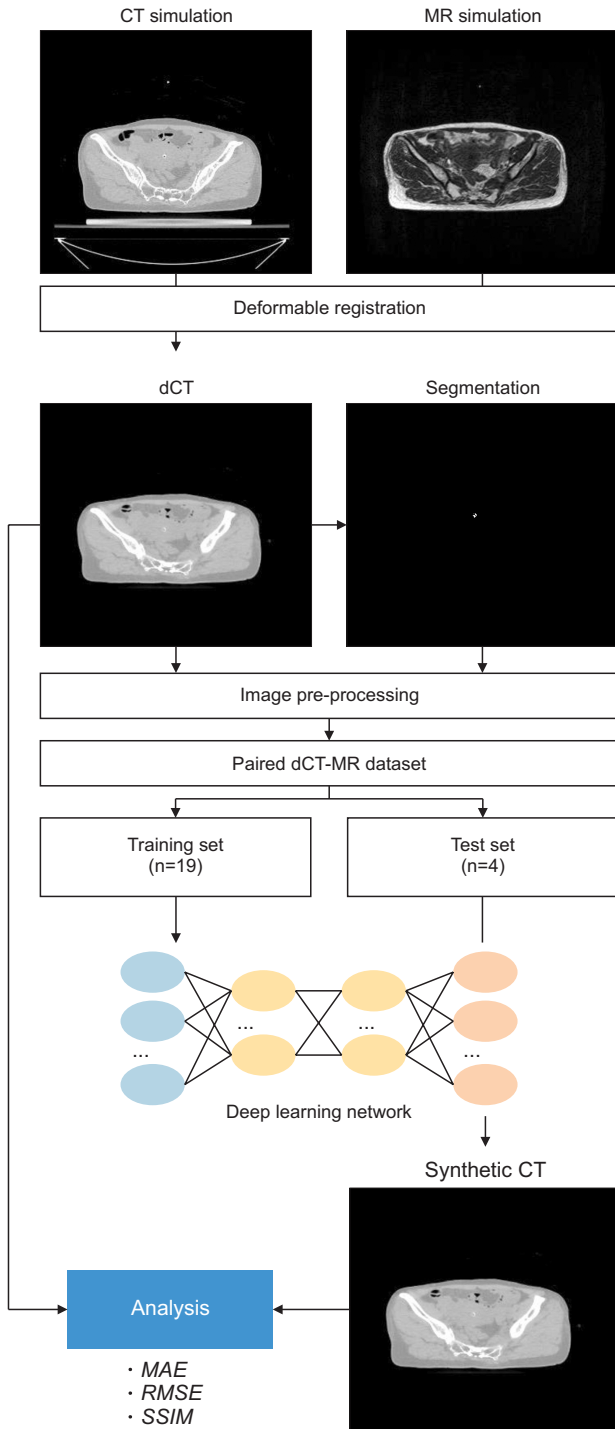 CT simulation
MR simulation
Deformable registration
dCT
Segmentation
Image pre-processing
Paired dCT-MR dataset
Training set
(n=19)
Test set
(n=4)
...
...
...
...
Deep learning network
Synthetic CT
Analysis
· MAE
· RMSE
· SSIM